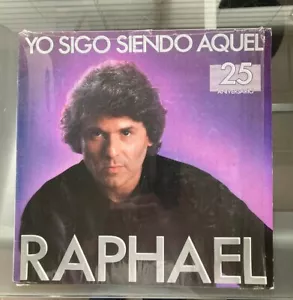 YO SIGO SIENDO AQUEL
25
ANIVERSARIO
RAPHAEL